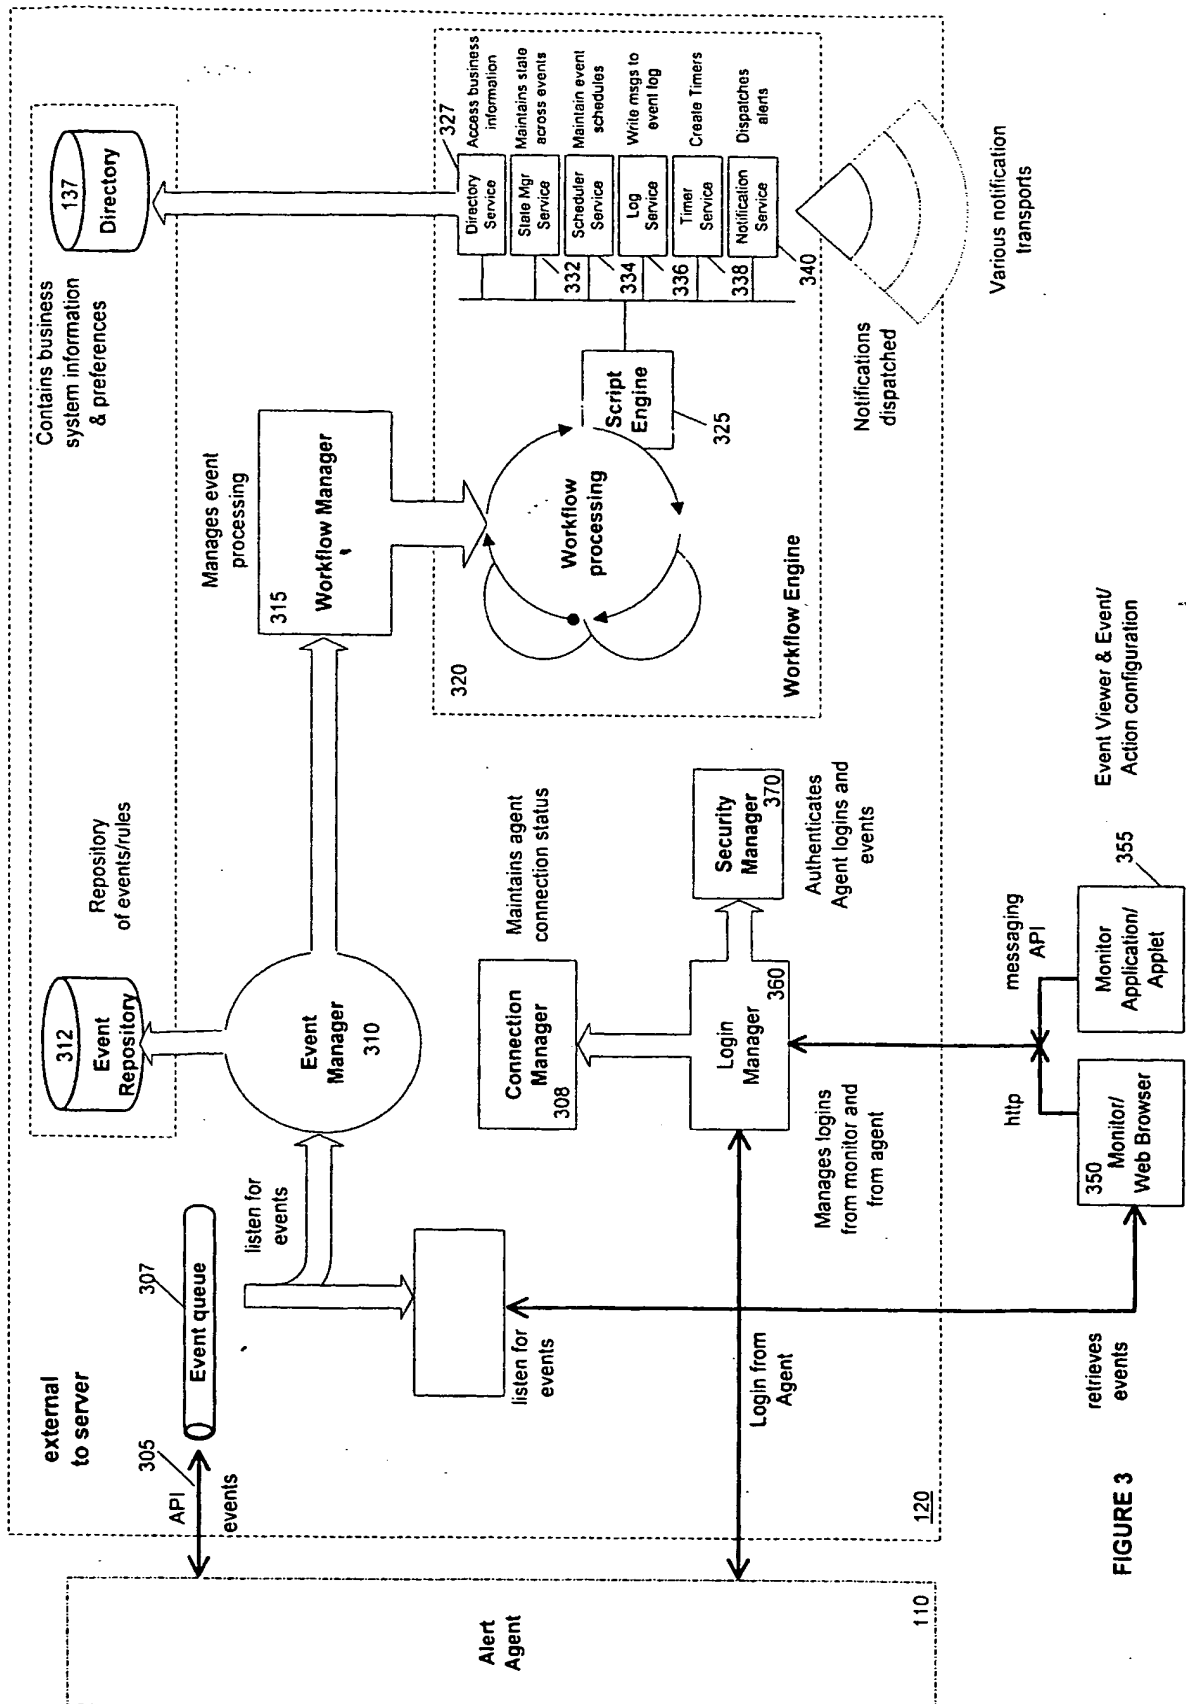 external
to server
Contains business
system information
& preferences
137
Directory
312
Event
Repository
Repository
of events/rules
307
Event queue
305
API
events
listen for
events
Event
Manager
310
315
Workflow Manager
Manages event
processing
320
Workflow
processing
Script
Engine
325
Workflow Engine
327
Directory
Service
Access business
information
State Mgr
Service
332
Maintains state
across events
Scheduler
Service
334
Maintain event
schedules
Log
Service
336
Write msgs to
event log
Timer
Service
338
Create Timers
Notification
Service
340
Dispatches
alerts
Notifications
dispatched
Various notification
transports
listen for
events
Connection
Manager
308
Maintains agent
connection status
Login
Manager
360
Manages logins
from monitor and
from agent
Security
Manager
370
Authenticates
Agent logins and
events
Login from
Agent
120
Alert
Agent
110
retrieves
events
http
messaging
API
350
Monitor/
Web Browser
Monitor
Application/
Applet
355
Event Viewer & Event/
Action configuration
FIGURE 3